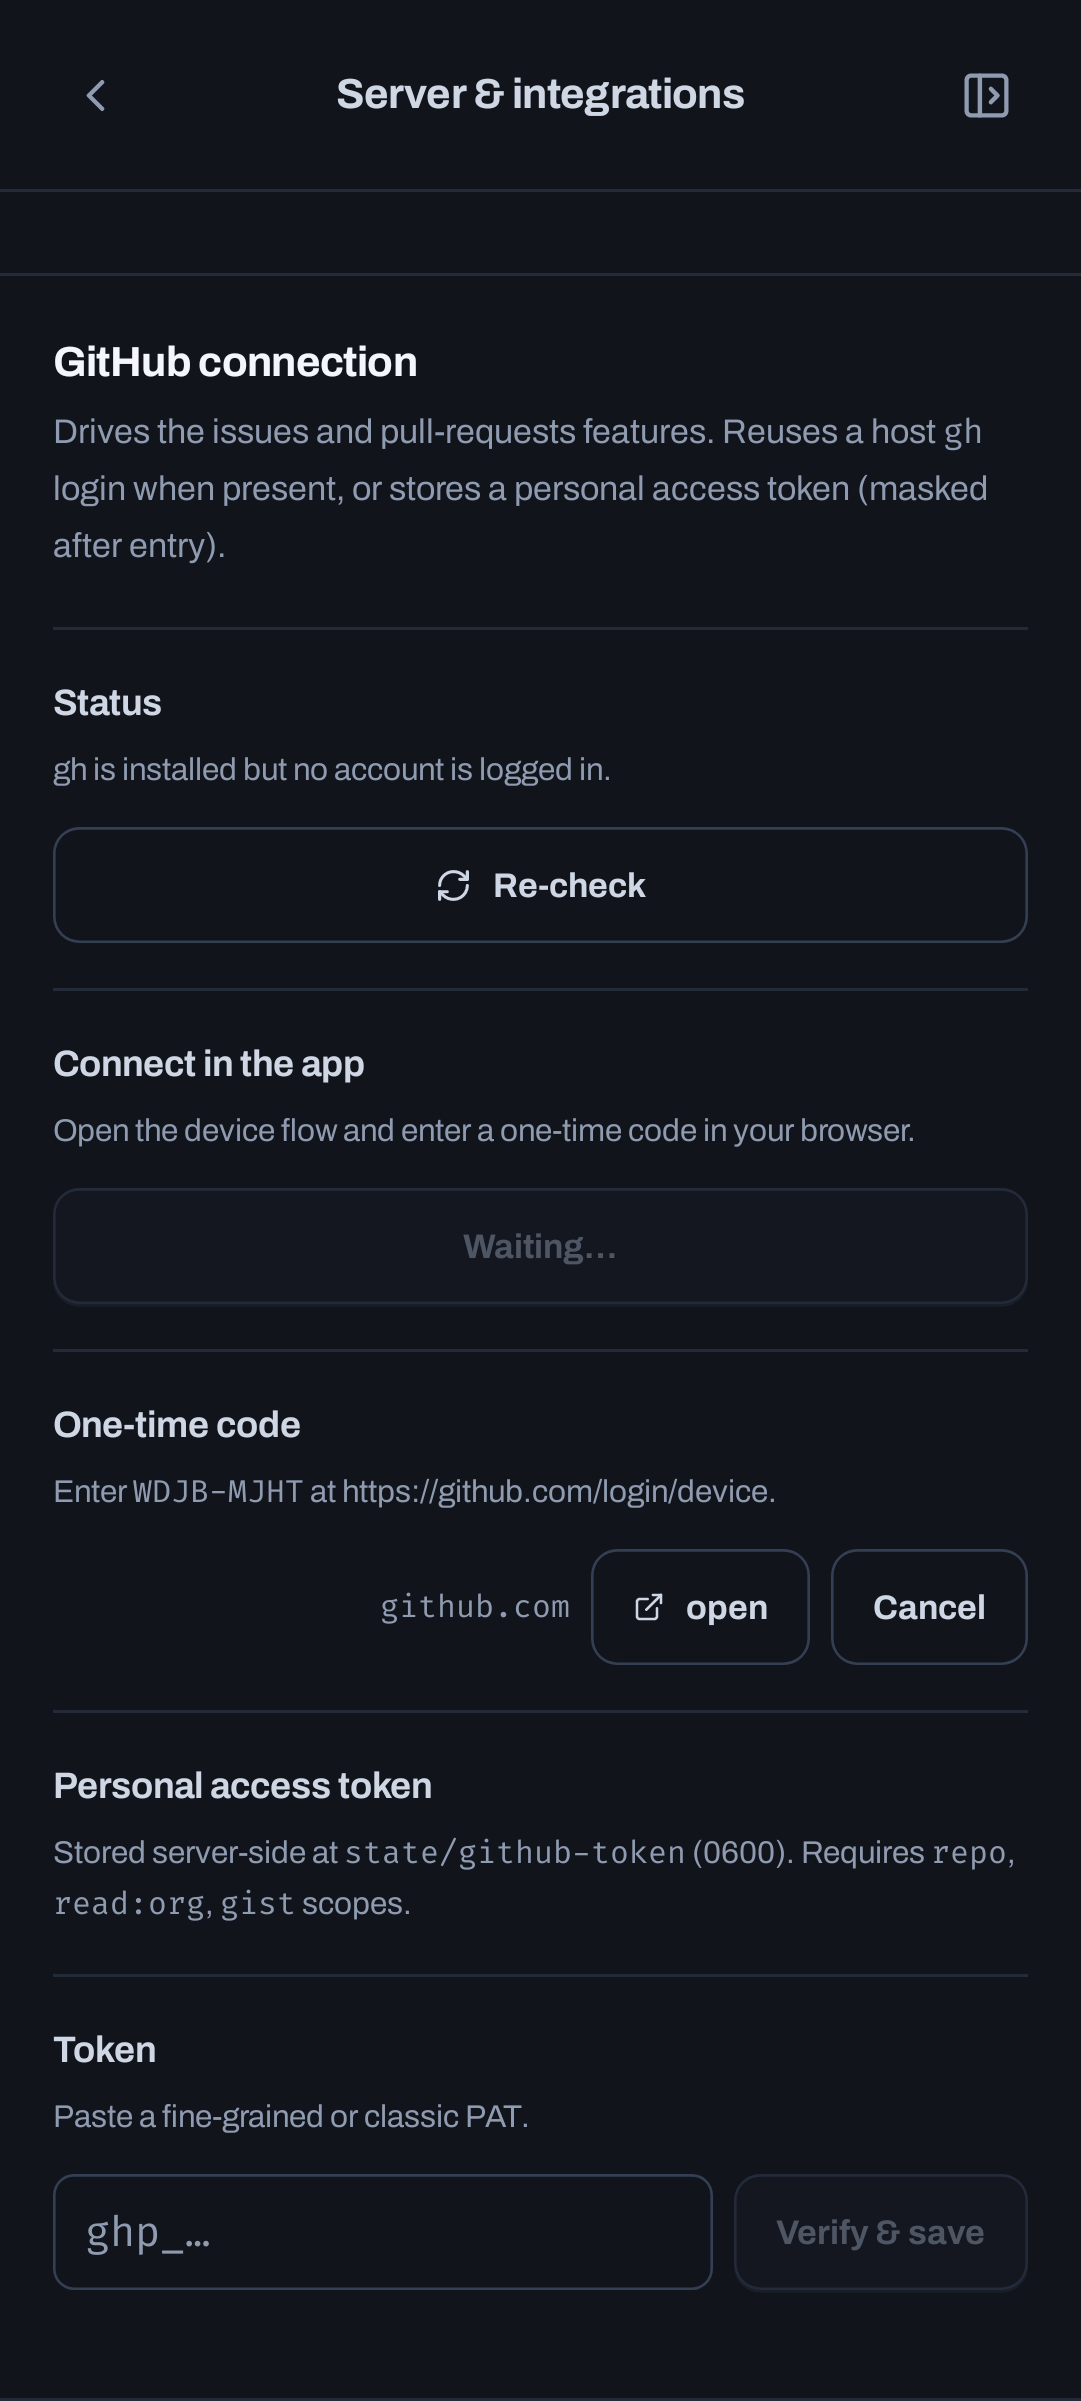 Server & integrations
GitHub connection
Drives the issues and pull-requests features. Reuses a host gh
login when present, or stores a personal access token (masked
after entry).
Status
gh is installed but no account is logged in.
Re-check
Connect in the app
Open the device flow and enter a one-time code in your browser.
Waiting…
One-time code
Enter WDJB-MJHT at https://github.com/login/device.
github.com open Cancel
Personal access token
Stored server-side at state/github-token (0600). Requires repo,
read:org, gist scopes.
Token
Paste a fine-grained or classic PAT.
ghp_… Verify & save